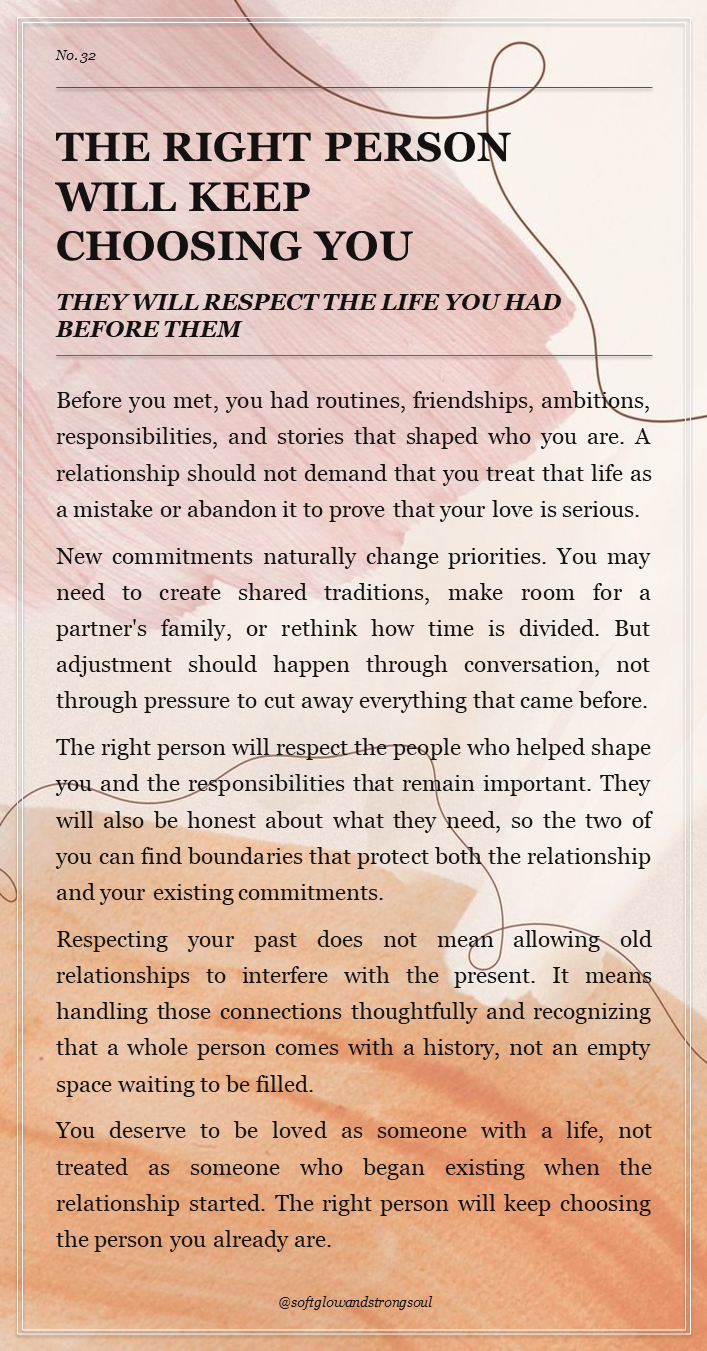 No. 32
THE RIGHT PERSON
WILL KEEP
CHOOSING YOU
THEY WILL RESPECT THE LIFE YOU HAD
BEFORE THEM
Before you met, you had routines, friendships, ambitions,
responsibilities, and stories that shaped who you are. A
relationship should not demand that you treat that life as
a mistake or abandon it to prove that your love is serious.
New commitments naturally change priorities. You may
need to create shared traditions, make room for a
partner's family, or rethink how time is divided. But
adjustment should happen through conversation, not
through pressure to cut away everything that came before.
The right person will respect the people who helped shape
you and the responsibilities that remain important. They
will also be honest about what they need, so the two of
you can find boundaries that protect both the relationship
and your existing commitments.
Respecting your past does not mean allowing old
relationships to interfere with the present. It means
handling those connections thoughtfully and recognizing
that a whole person comes with a history, not an empty
space waiting to be filled.
You deserve to be loved as someone with a life, not
treated as someone who began existing when the
relationship started. The right person will keep choosing
the person you already are.
@softglowandstrongsoul